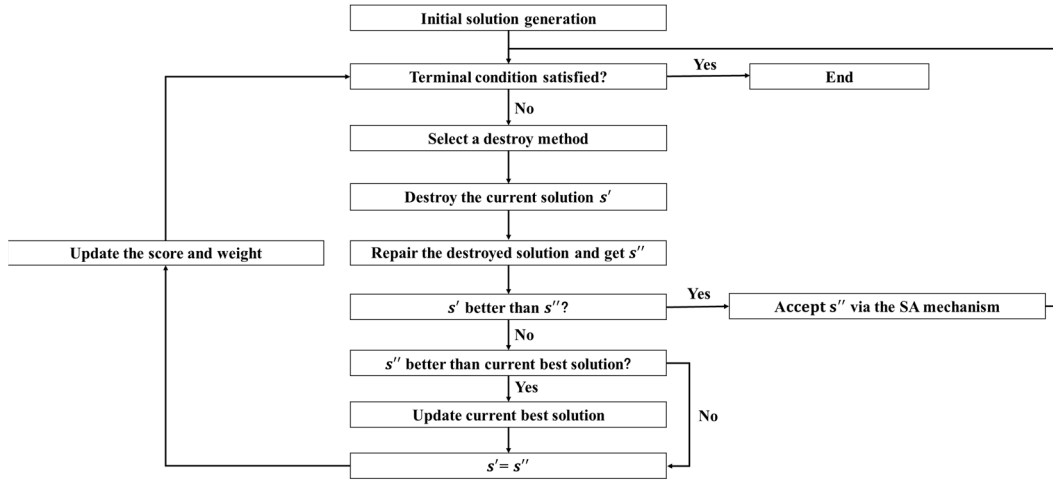 Initial solution generation
Terminal condition satisfied?
Yes
End
No
Select a destroy method
Destroy the current solution s′
Update the score and weight
Repair the destroyed solution and get s′′
s′ better than s′′?
Yes
Accept s′′ via the SA mechanism
No
s′′ better than current best solution?
Yes
No
Update current best solution
s′= s′′